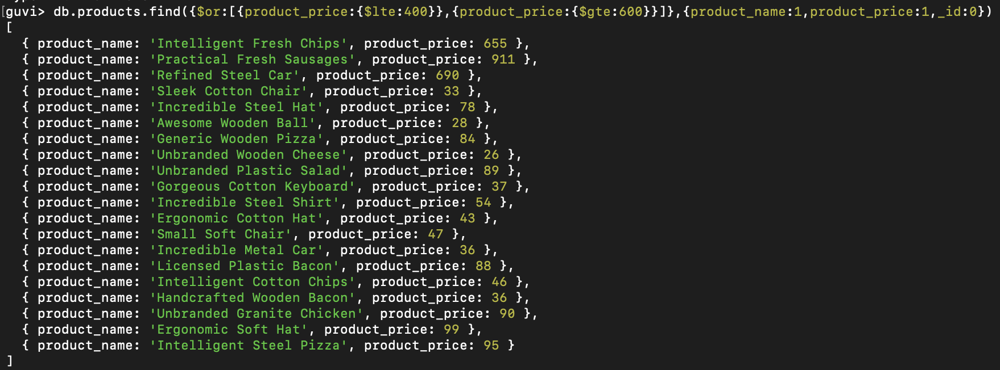 guvi> db.products.find({$or:[{product_price:{$lte:400}},{product_price:{$gte:600}}]},{product_name:1,product_price:1,_id:0})
[
  { product_name: 'Intelligent Fresh Chips', product_price: 655 },
  { product_name: 'Practical Fresh Sausages', product_price: 911 },
  { product_name: 'Refined Steel Car', product_price: 690 },
  { product_name: 'Sleek Cotton Chair', product_price: 33 },
  { product_name: 'Incredible Steel Hat', product_price: 78 },
  { product_name: 'Awesome Wooden Ball', product_price: 28 },
  { product_name: 'Generic Wooden Pizza', product_price: 84 },
  { product_name: 'Unbranded Wooden Cheese', product_price: 26 },
  { product_name: 'Unbranded Plastic Salad', product_price: 89 },
  { product_name: 'Gorgeous Cotton Keyboard', product_price: 37 },
  { product_name: 'Incredible Steel Shirt', product_price: 54 },
  { product_name: 'Ergonomic Cotton Hat', product_price: 43 },
  { product_name: 'Small Soft Chair', product_price: 47 },
  { product_name: 'Incredible Metal Car', product_price: 36 },
  { product_name: 'Licensed Plastic Bacon', product_price: 88 },
  { product_name: 'Intelligent Cotton Chips', product_price: 46 },
  { product_name: 'Handcrafted Wooden Bacon', product_price: 36 },
  { product_name: 'Unbranded Granite Chicken', product_price: 90 },
  { product_name: 'Ergonomic Soft Hat', product_price: 99 },
  { product_name: 'Intelligent Steel Pizza', product_price: 95 }
]